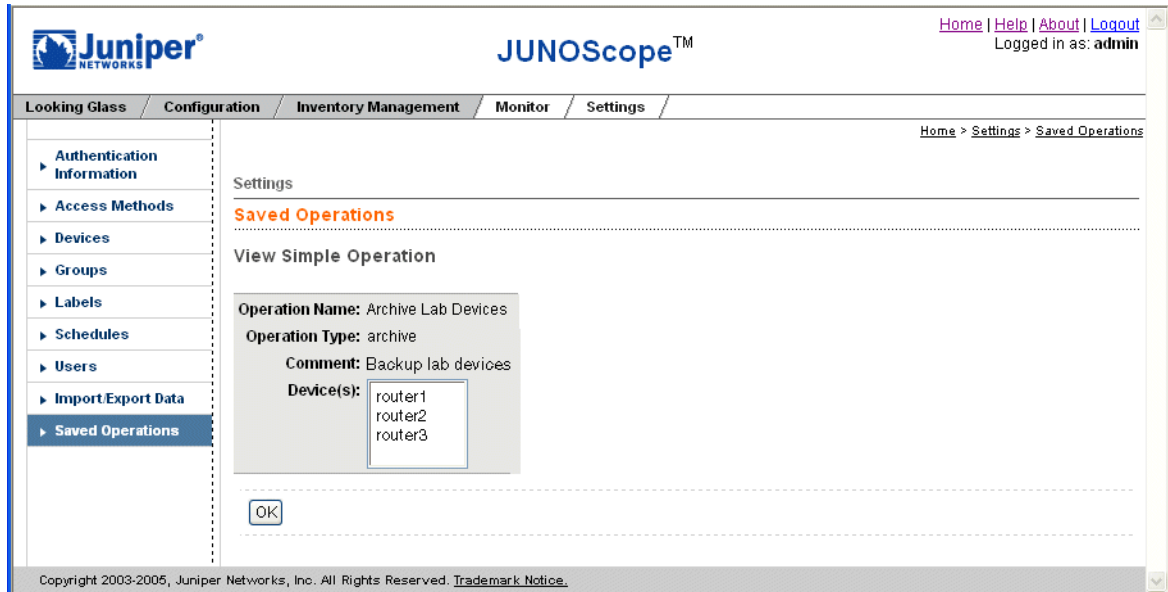 Juniper®
NETWORKS
JUNOScope™
Home | Help | About | Logout
Logged in as: admin
Looking Glass / Configuration / Inventory Management / Monitor / Settings /
Home > Settings > Saved Operations
Authentication
Information
Access Methods
Devices
Groups
Labels
Schedules
Users
Import/Export Data
Saved Operations
Settings
Saved Operations
View Simple Operation
Operation Name: Archive Lab Devices
Operation Type: archive
Comment: Backup lab devices
Device(s):
router1
router2
router3
OK
Copyright 2003-2005, Juniper Networks, Inc. All Rights Reserved. Trademark Notice.